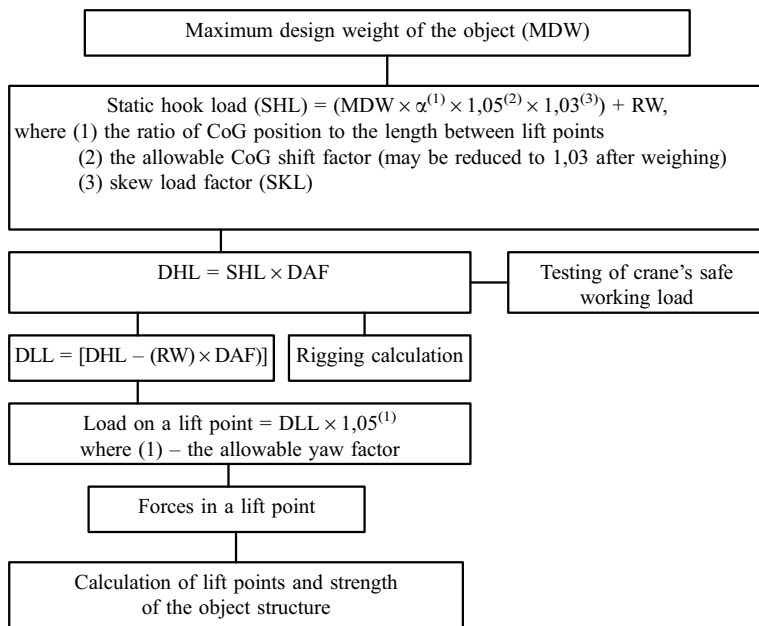 Maximum design weight of the object (MDW)
Static hook load (SHL) = (MDW × α⁽¹⁾ × 1,05⁽²⁾ × 1,03⁽³⁾) + RW,
where (1) the ratio of CoG position to the length between lift points
(2) the allowable CoG shift factor (may be reduced to 1,03 after weighing)
(3) skew load factor (SKL)
DHL = SHL × DAF
Testing of crane's safe
working load
DLL = [DHL – (RW) × DAF)]
Rigging calculation
Load on a lift point = DLL × 1,05⁽¹⁾
where (1) – the allowable yaw factor
Forces in a lift point
Calculation of lift points and strength
of the object structure